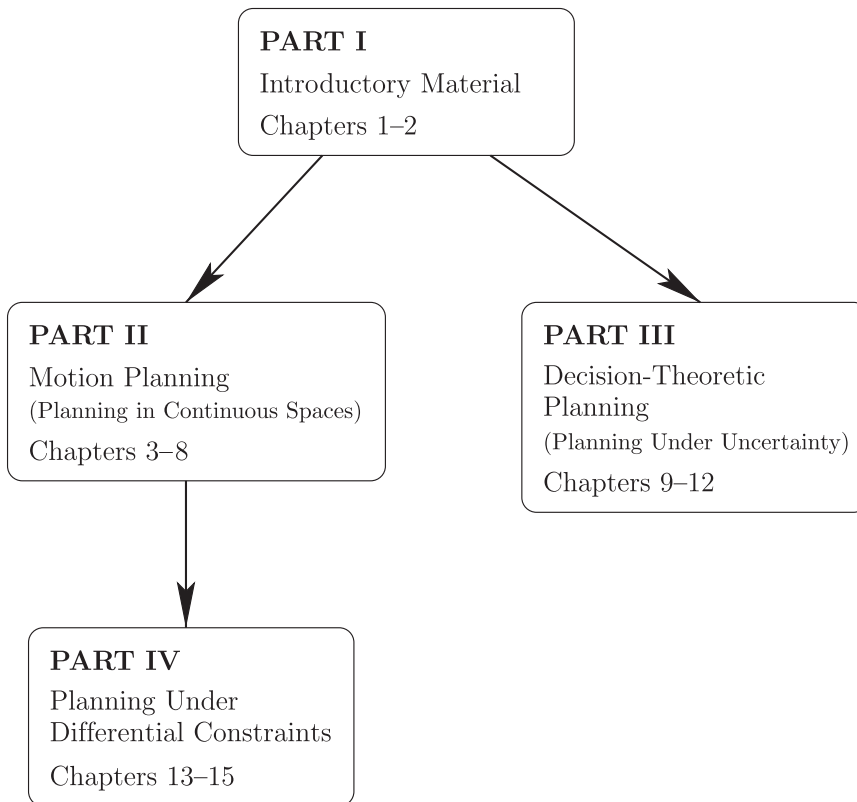 PART I
Introductory Material
Chapters 1–2
PART II
Motion Planning
(Planning in Continuous Spaces)
Chapters 3–8
PART III
Decision-Theoretic
Planning
(Planning Under Uncertainty)
Chapters 9–12
PART IV
Planning Under
Differential Constraints
Chapters 13–15